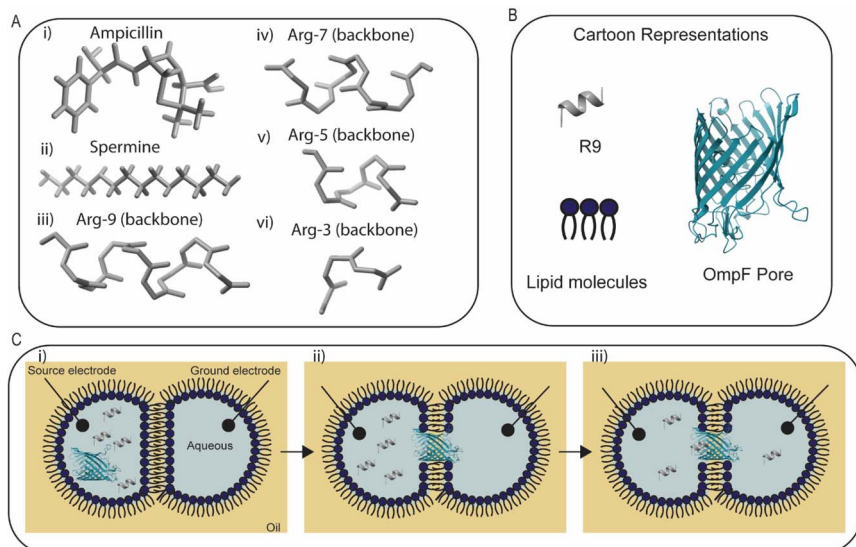 A
i)
Ampicillin
ii)
Spermine
iii)
Arg-9 (backbone)
iv)
Arg-7 (backbone)
v)
Arg-5 (backbone)
vi)
Arg-3 (backbone)
B
Cartoon Representations
R9
Lipid molecules
OmpF Pore
C
i)
Source electrode
Ground electrode
Aqueous
Oil
ii)
iii)